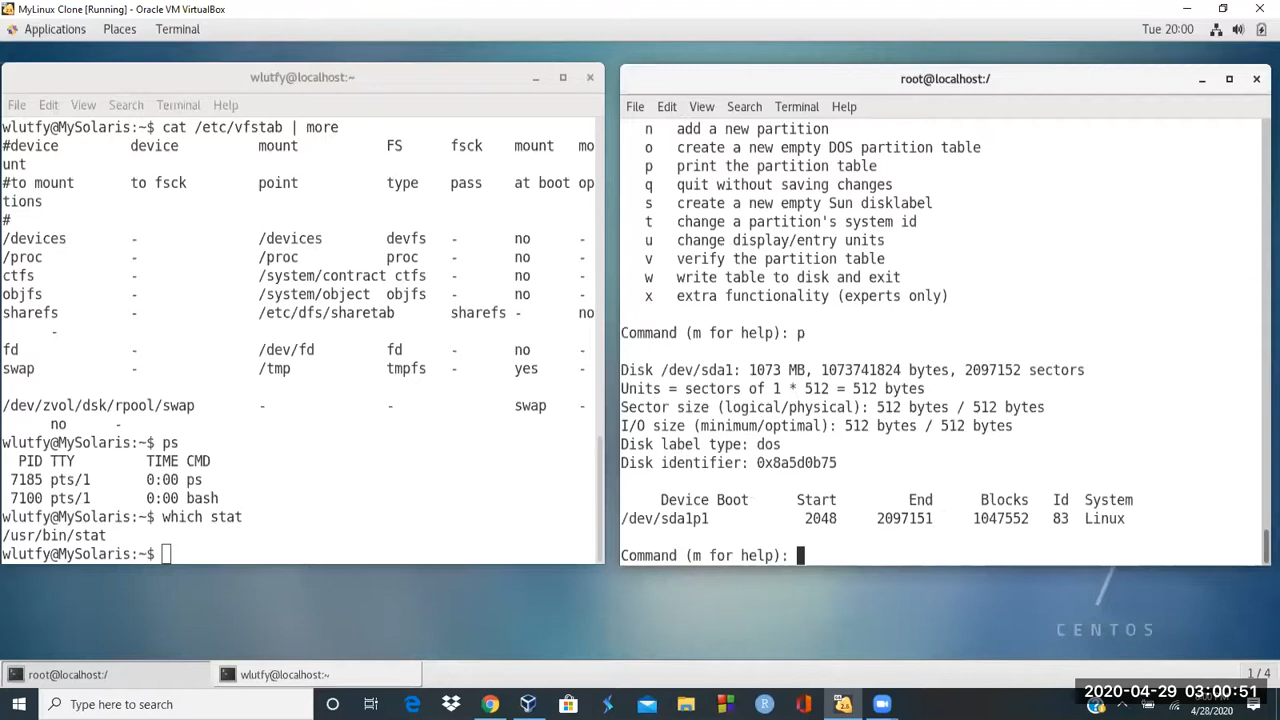 MyLinux Clone [Running] - Oracle VM VirtualBox
Applications Places Terminal Tue 20:00
wlutfy@localhost:~
File Edit View Search Terminal Help
wlutfy@MySolaris:~$ cat /etc/vfstab | more
#device device mount FS fsck mount mo
unt
#to mount to fsck point type pass at boot op
tions
#
/devices - /devices devfs - no -
/proc - /proc proc - no -
ctfs - /system/contract ctfs - no -
objfs - /system/object objfs - no -
sharefs - /etc/dfs/sharetab sharefs - no
-
fd - /dev/fd fd - no -
swap - /tmp tmpfs - yes -
/dev/zvol/dsk/rpool/swap - - swap -
no -
wlutfy@MySolaris:~$ ps
PID TTY TIME CMD
7185 pts/1 0:00 ps
7100 pts/1 0:00 bash
wlutfy@MySolaris:~$ which stat
/usr/bin/stat
wlutfy@MySolaris:~$
root@localhost:/
File Edit View Search Terminal Help
n add a new partition
o create a new empty DOS partition table
p print the partition table
q quit without saving changes
s create a new empty Sun disklabel
t change a partition's system id
u change display/entry units
v verify the partition table
w write table to disk and exit
x extra functionality (experts only)
Command (m for help): p
Disk /dev/sda1: 1073 MB, 1073741824 bytes, 2097152 sectors
Units = sectors of 1 * 512 = 512 bytes
Sector size (logical/physical): 512 bytes / 512 bytes
I/O size (minimum/optimal): 512 bytes / 512 bytes
Disk label type: dos
Disk identifier: 0x8a5d0b75
Device Boot Start End Blocks Id System
/dev/sda1p1 2048 2097151 1047552 83 Linux
Command (m for help):
CENTOS
root@localhost:/ wlutfy@localhost:~ 1 / 4
Type here to search
2020-04-29 03:00:51
4/28/2020